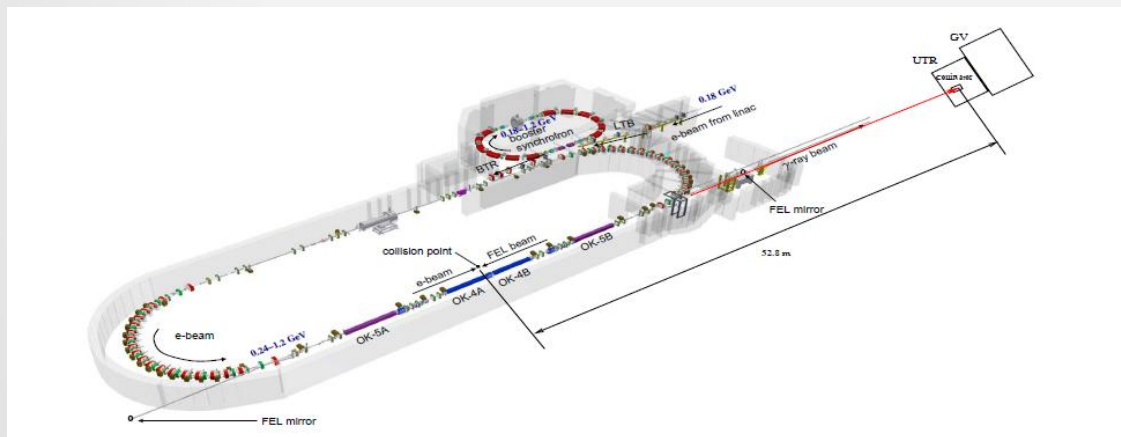 GV
UTR
collimator
0.18 GeV
0.18–1.2 GeV
LTB
booster
synchrotron
e-beam from linac
BTR
γ-ray beam
FEL mirror
collision point
FEL beam
OK-5B
52.8 m
e-beam
OK-4A
OK-4B
OK-5A
e-beam
0.24–1.2 GeV
FEL mirror